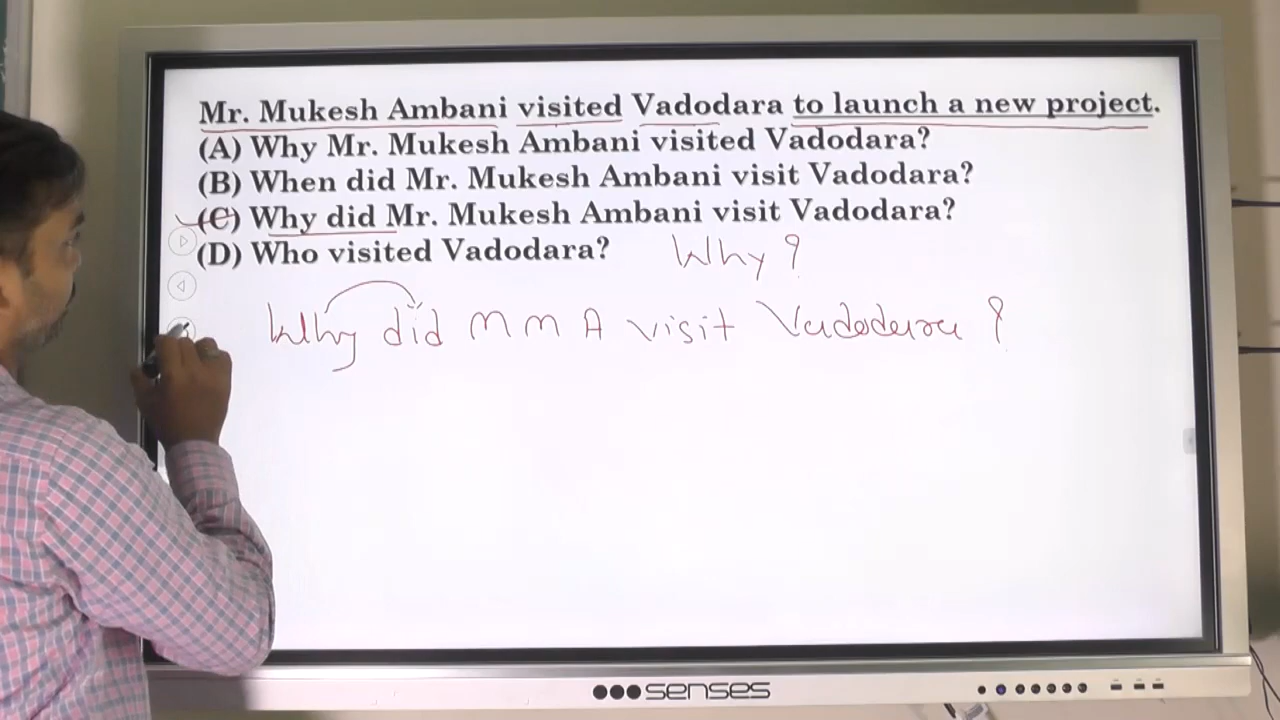 Mr. Mukesh Ambani visited Vadodara to launch a new project.
(A) Why Mr. Mukesh Ambani visited Vadodara?
(B) When did Mr. Mukesh Ambani visit Vadodara?
(C) Why did Mr. Mukesh Ambani visit Vadodara?
(D) Who visited Vadodara?
Why?
Why did M M A visit Vadodara?
senses